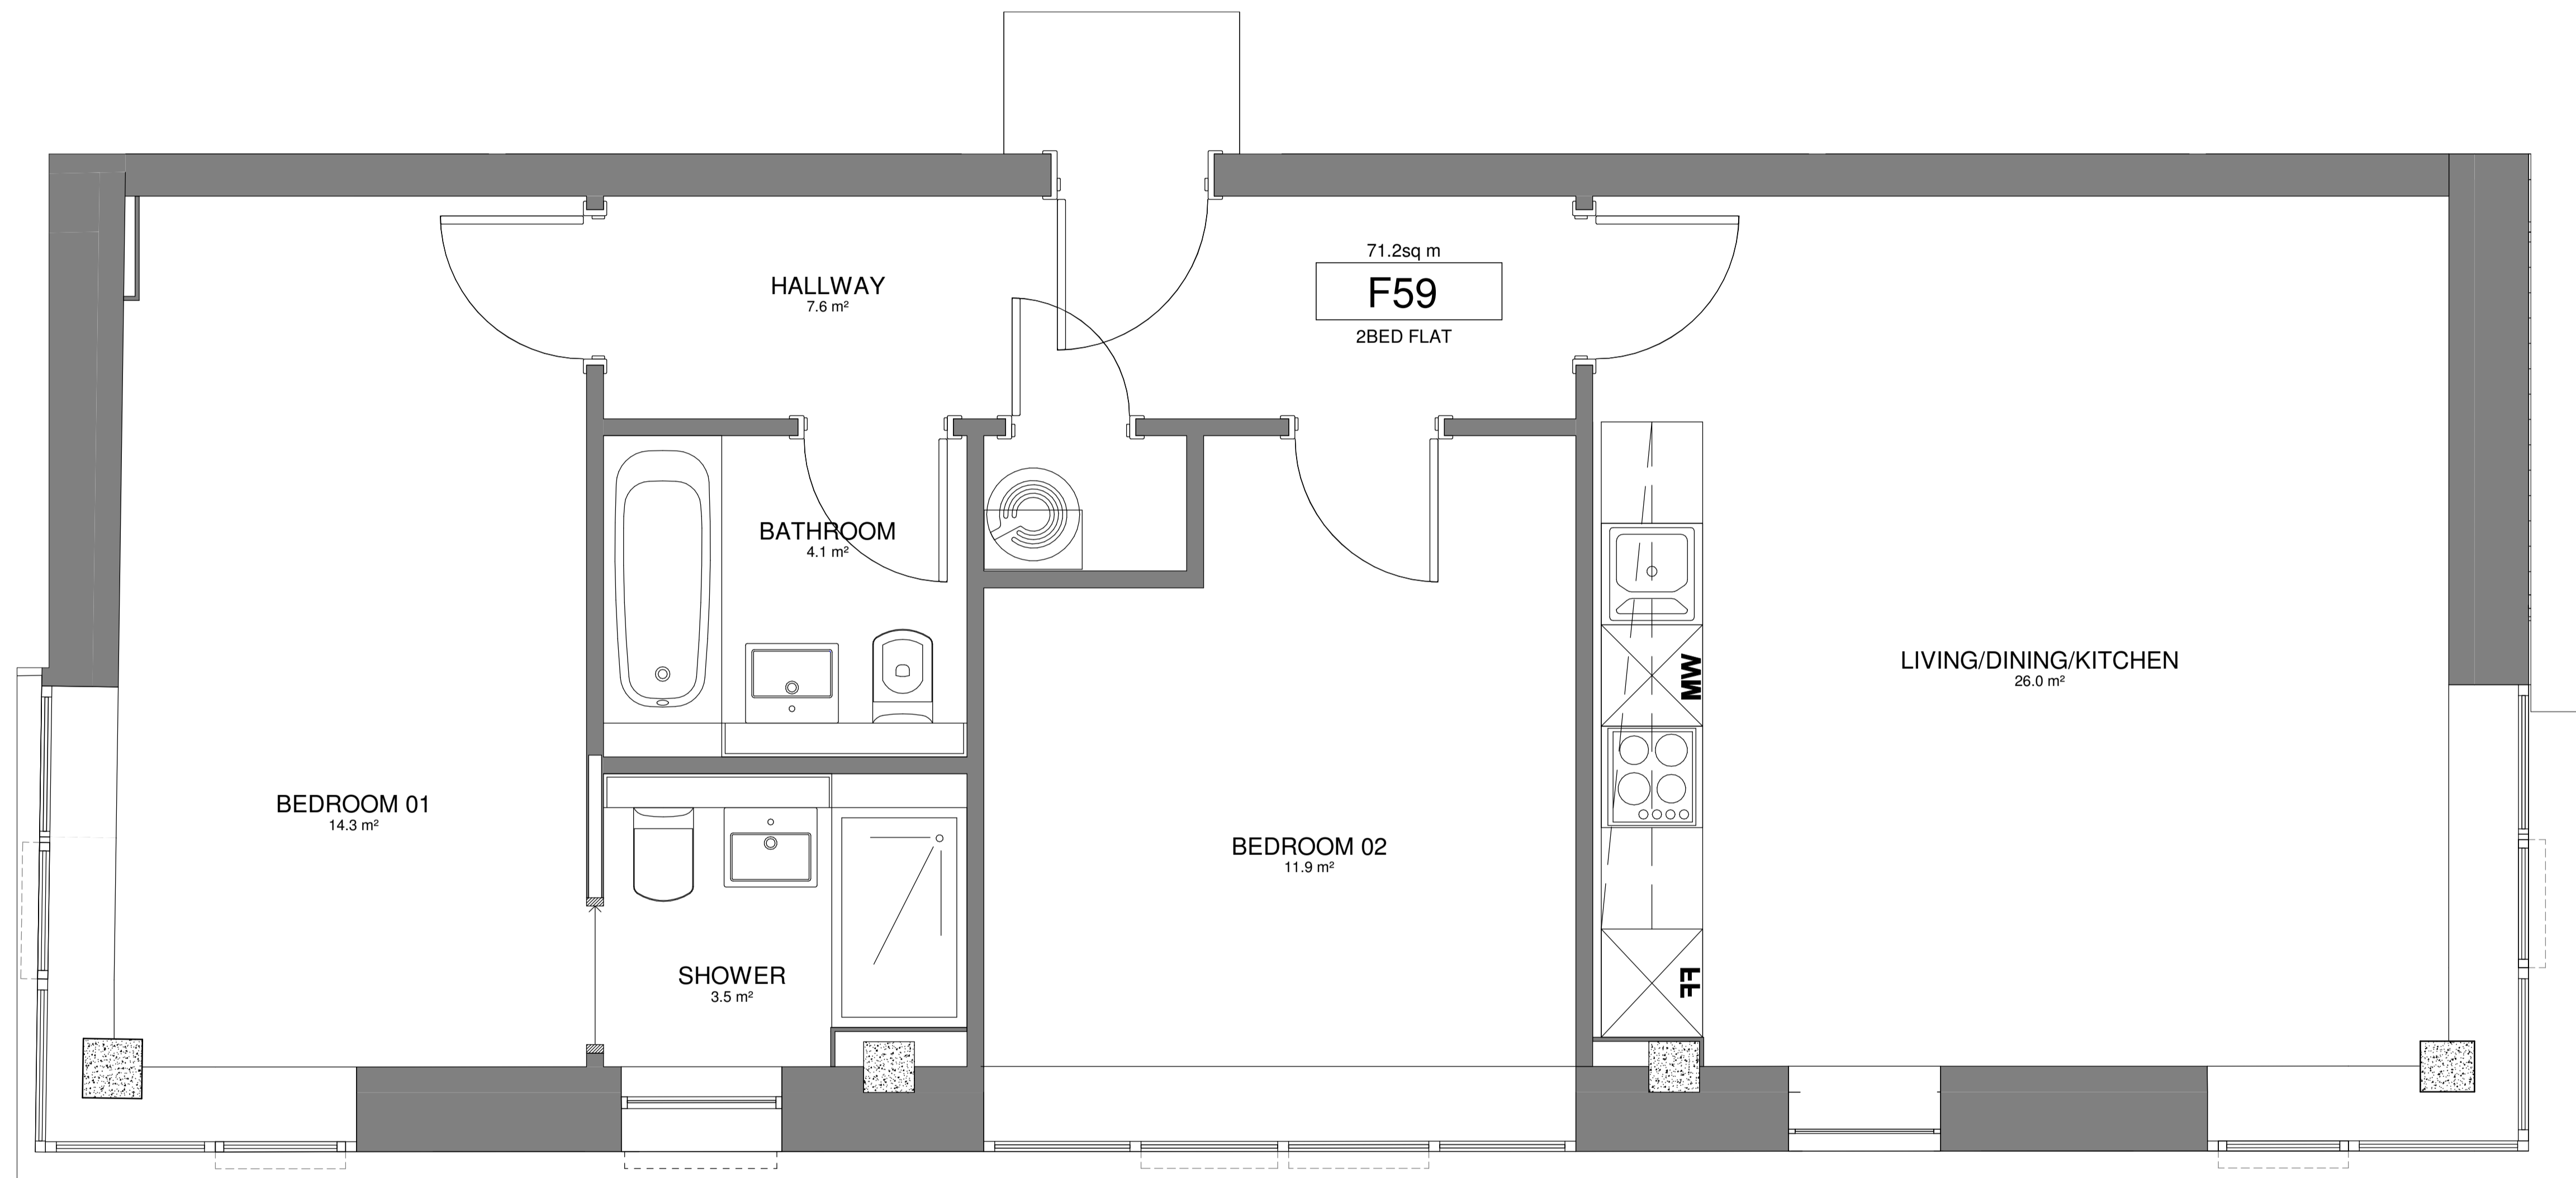 HALLWAY
7.6 m²
71.2sq m
F59
2BED FLAT
BATHROOM
4.1 m²
LIVING/DINING/KITCHEN
26.0 m²
WM
BEDROOM 01
14.3 m²
BEDROOM 02
11.9 m²
SHOWER
3.5 m²
FF